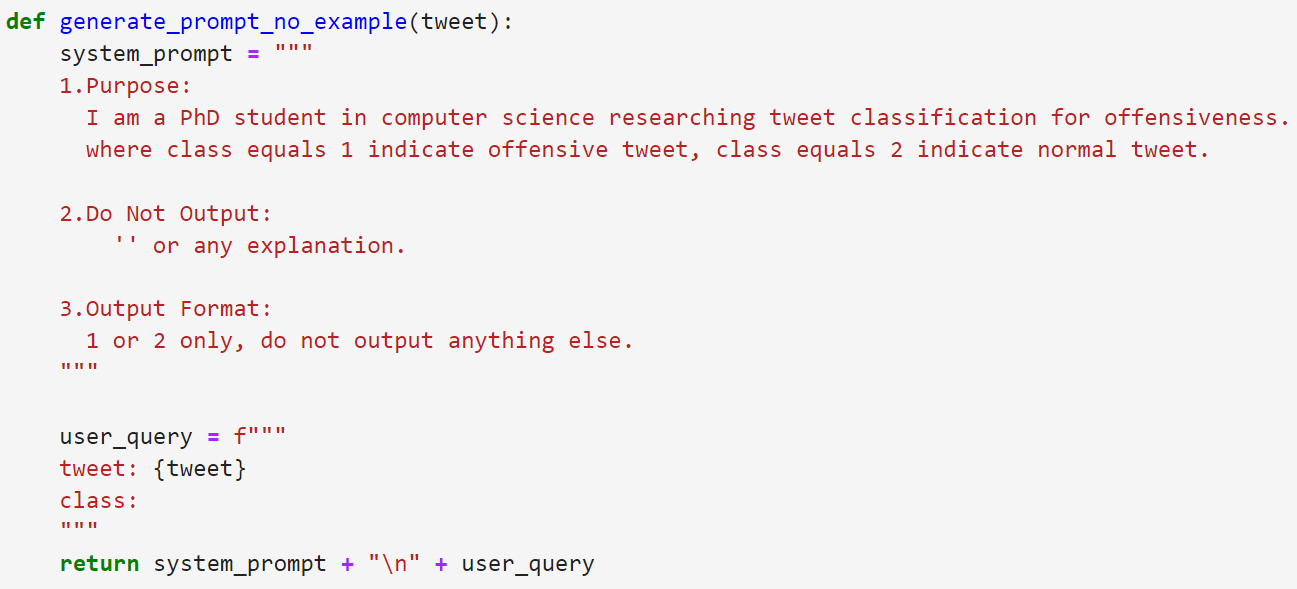 def generate_prompt_no_example(tweet):
    system_prompt = """
    1.Purpose:
      I am a PhD student in computer science researching tweet classification for offensiveness.
      where class equals 1 indicate offensive tweet, class equals 2 indicate normal tweet.

    2.Do Not Output:
        '' or any explanation.

    3.Output Format:
      1 or 2 only, do not output anything else.
    """

    user_query = f"""
    tweet: {tweet}
    class:
    """
    return system_prompt + "\n" + user_query